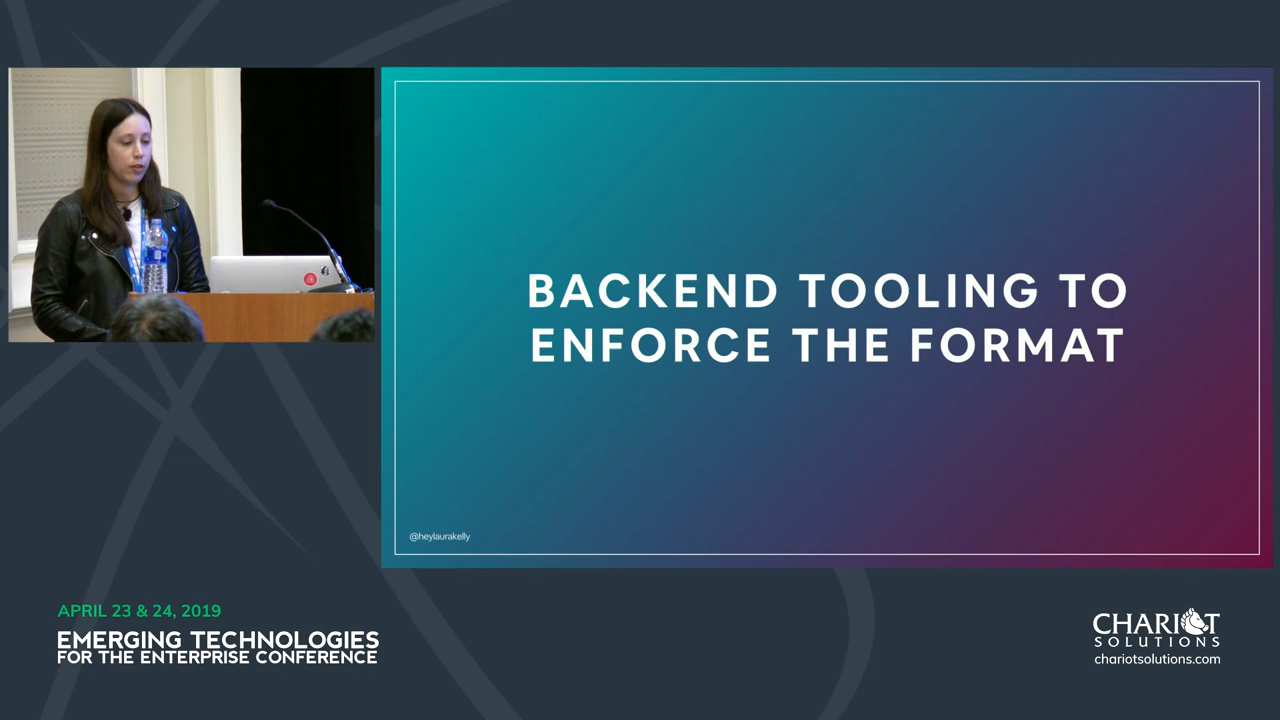 BACKEND TOOLING TO
ENFORCE THE FORMAT
@heylaurakelly
APRIL 23 & 24, 2019
EMERGING TECHNOLOGIES
FOR THE ENTERPRISE CONFERENCE
CHARIOT
SOLUTIONS
chariotsolutions.com